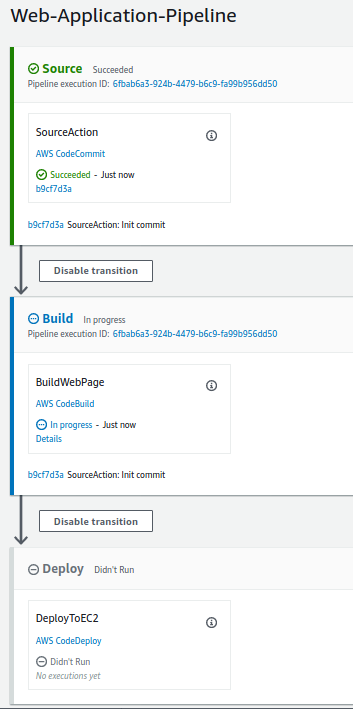 Web-Application-Pipeline
Source Succeeded
Pipeline execution ID: 6fbab6a3-924b-4479-b6c9-fa99b956dd50
SourceAction
AWS CodeCommit
Succeeded - Just now
b9cf7d3a
b9cf7d3a SourceAction: Init commit
Disable transition
Build In progress
Pipeline execution ID: 6fbab6a3-924b-4479-b6c9-fa99b956dd50
BuildWebPage
AWS CodeBuild
In progress - Just now
Details
b9cf7d3a SourceAction: Init commit
Disable transition
Deploy Didn't Run
DeployToEC2
AWS CodeDeploy
Didn't Run
No executions yet